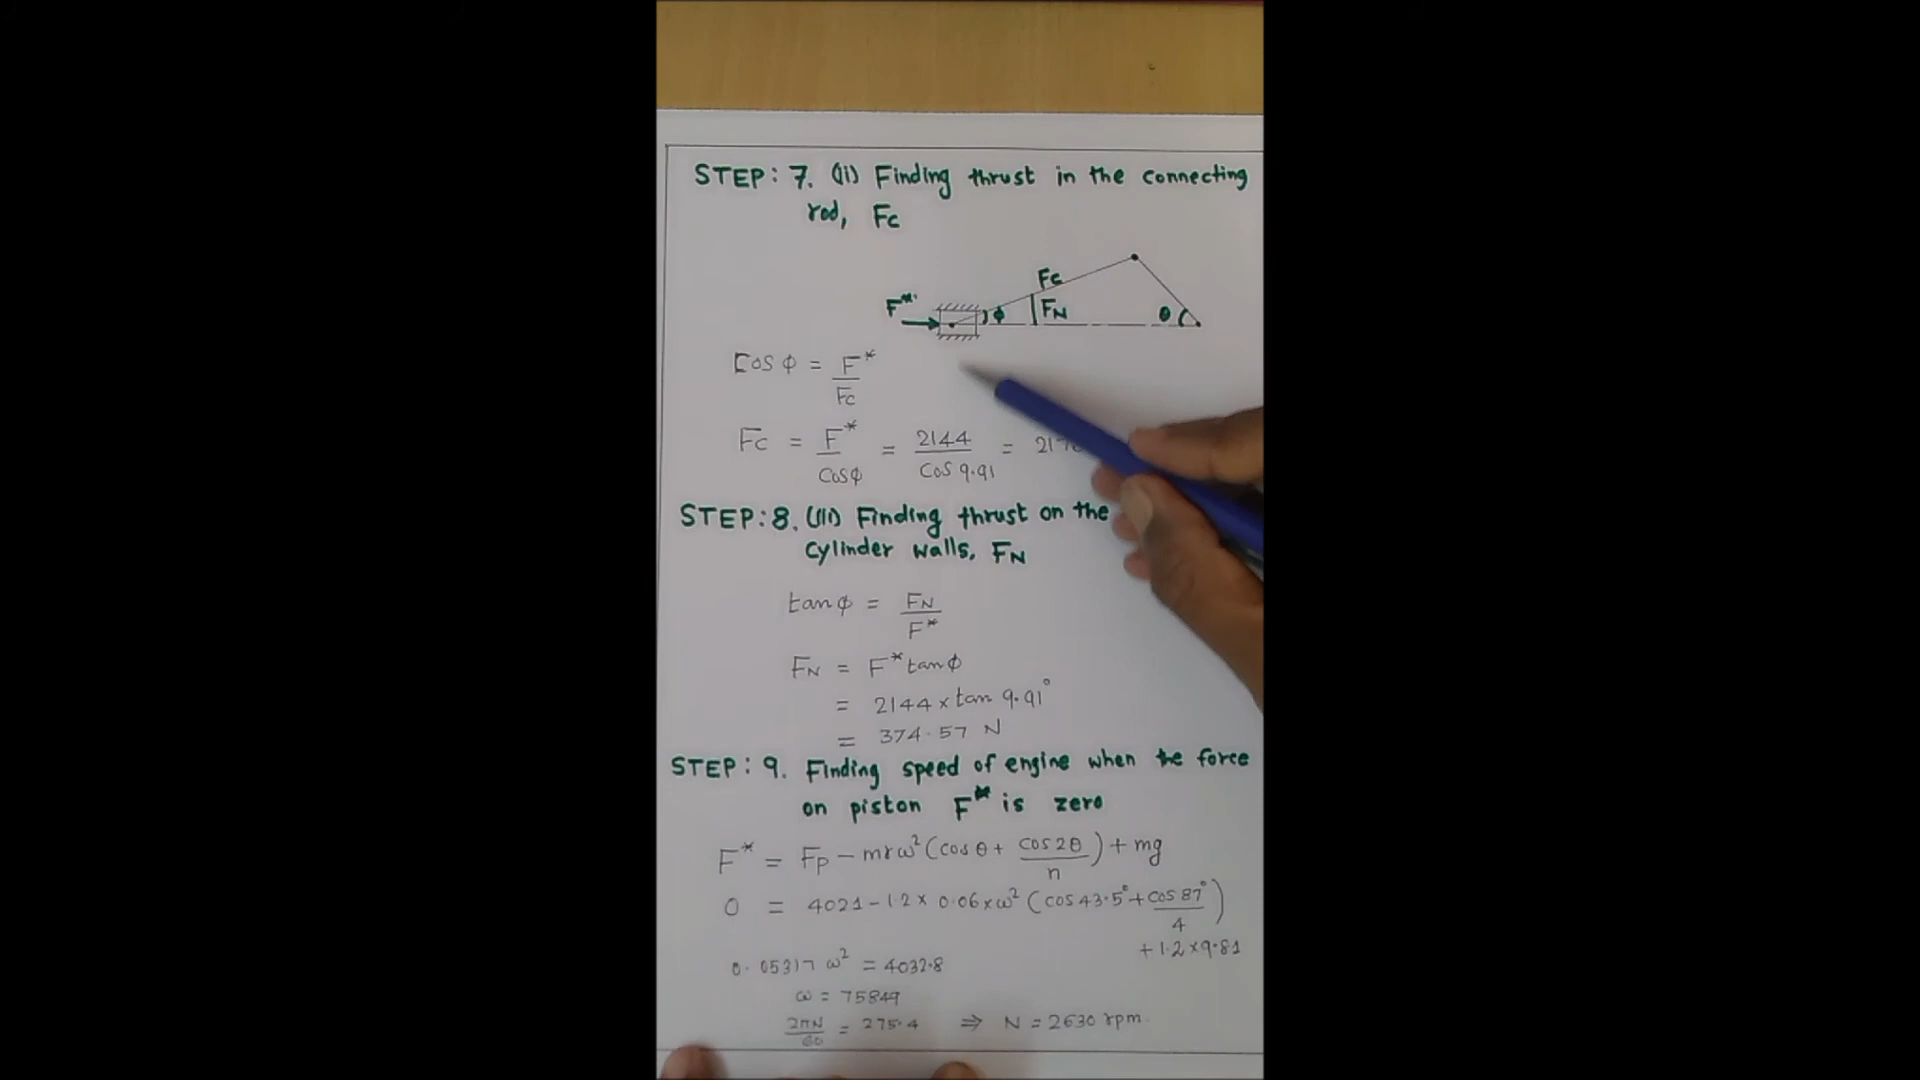 STEP: 7. (ii) Finding thrust in the connecting
rod, Fc
Fc
F*
ϕ
FN
θ
Cos ϕ = F* / Fc
Fc = F* / Cosϕ = 2144 / Cos 9.91 =
STEP: 8. (III) Finding thrust on the
cylinder walls, FN
tan ϕ = FN / F*
FN = F* tan ϕ
= 2144 x tan 9.91°
= 374.57 N
STEP: 9. Finding speed of engine when the force
on piston F* is zero
F* = Fp - mrω² (cos θ + cos 2θ / n) + mg
0 = 4021 - 1.2 x 0.06 x ω² (cos 43.5° + cos 87° / 4)
+ 1.2 x 9.81
0.05317 ω² = 4032.8
ω = 75849
2πN / 60 = 275.4 ⇒ N = 2630 rpm.